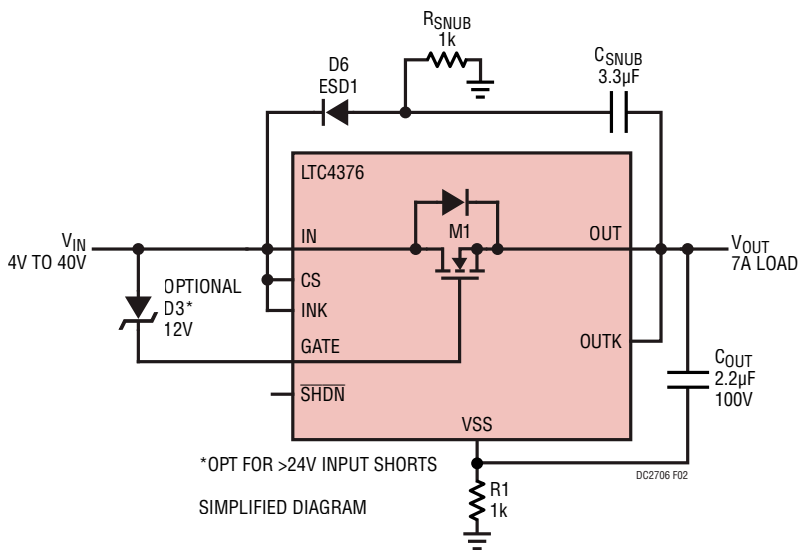 RSNUB
1k
D6
ESD1
CSNUB
3.3µF
LTC4376
M1
IN
OUT
VIN
4V TO 40V
VOUT
7A LOAD
CS
OPTIONAL
D3*
12V
INK
GATE
OUTK
COUT
2.2µF
100V
SHDN
VSS
*OPT FOR >24V INPUT SHORTS
DC2706 F02
R1
1k
SIMPLIFIED DIAGRAM